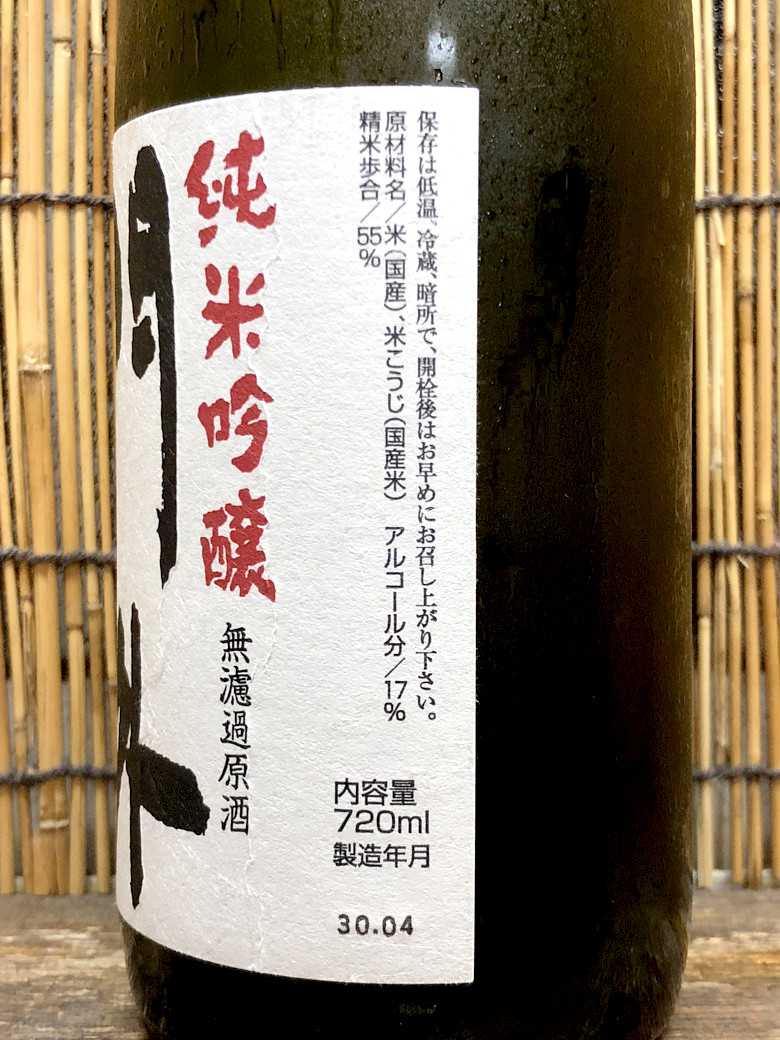 保存は低温、冷蔵、暗所で、開栓後はお早めにお召し上がり下さい。
原材料名／米(国産)、米こうじ(国産米)　アルコール分／17%
精米歩合／55%
純米吟醸
無濾過原酒
内容量
720ml
製造年月
30.04